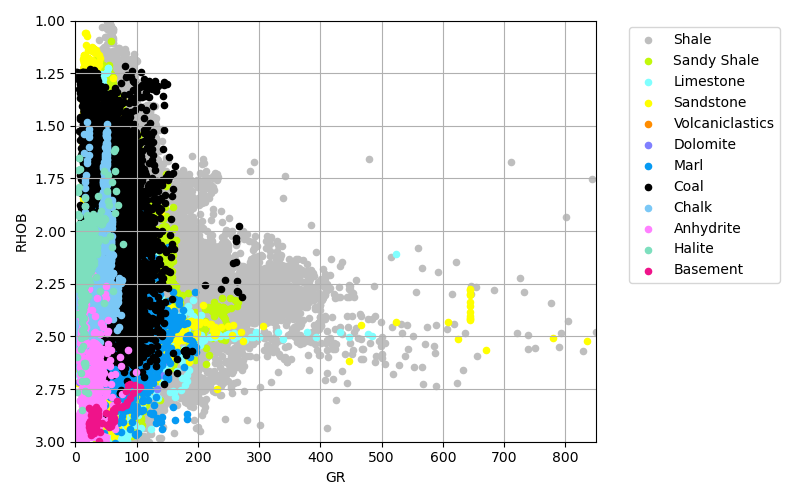 1.00
1.25
1.50
1.75
2.00
2.25
2.50
2.75
3.00
RHOB
0 100 200 300 400 500 600 700 800
GR
Shale
Sandy Shale
Limestone
Sandstone
Volcaniclastics
Dolomite
Marl
Coal
Chalk
Anhydrite
Halite
Basement